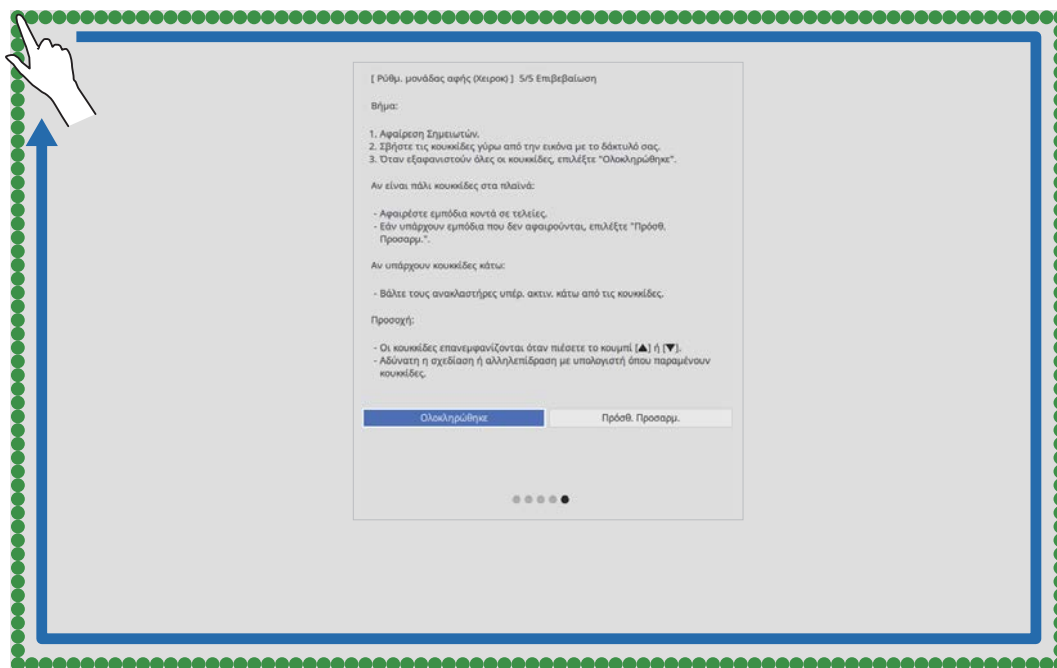 [ Ρύθμ. μονάδας αφής (Χειροκ) ] 5/5 Επιβεβαίωση
Βήμα:
1. Αφαίρεση Σημειωτών.
2. Σβήστε τις κουκκίδες γύρω από την εικόνα με το δάκτυλό σας.
3. Όταν εξαφανιστούν όλες οι κουκκίδες, επιλέξτε "Ολοκληρώθηκε".
Αν είναι πάλι κουκκίδες στα πλαϊνά:
- Αφαιρέστε εμπόδια κοντά σε τελείες.
- Εάν υπάρχουν εμπόδια που δεν αφαιρούνται, επιλέξτε "Πρόσθ.
Προσαρμ.".
Αν υπάρχουν κουκκίδες κάτω:
- Βάλτε τους ανακλαστήρες υπέρ. ακτιν. κάτω από τις κουκκίδες.
Προσοχή:
- Οι κουκκίδες επανεμφανίζονται όταν πιέσετε το κουμπί [▲] ή [▼].
- Αδύνατη η σχεδίαση ή αλληλεπίδραση με υπολογιστή όπου παραμένουν
κουκκίδες.
Ολοκληρώθηκε
Πρόσθ. Προσαρμ.